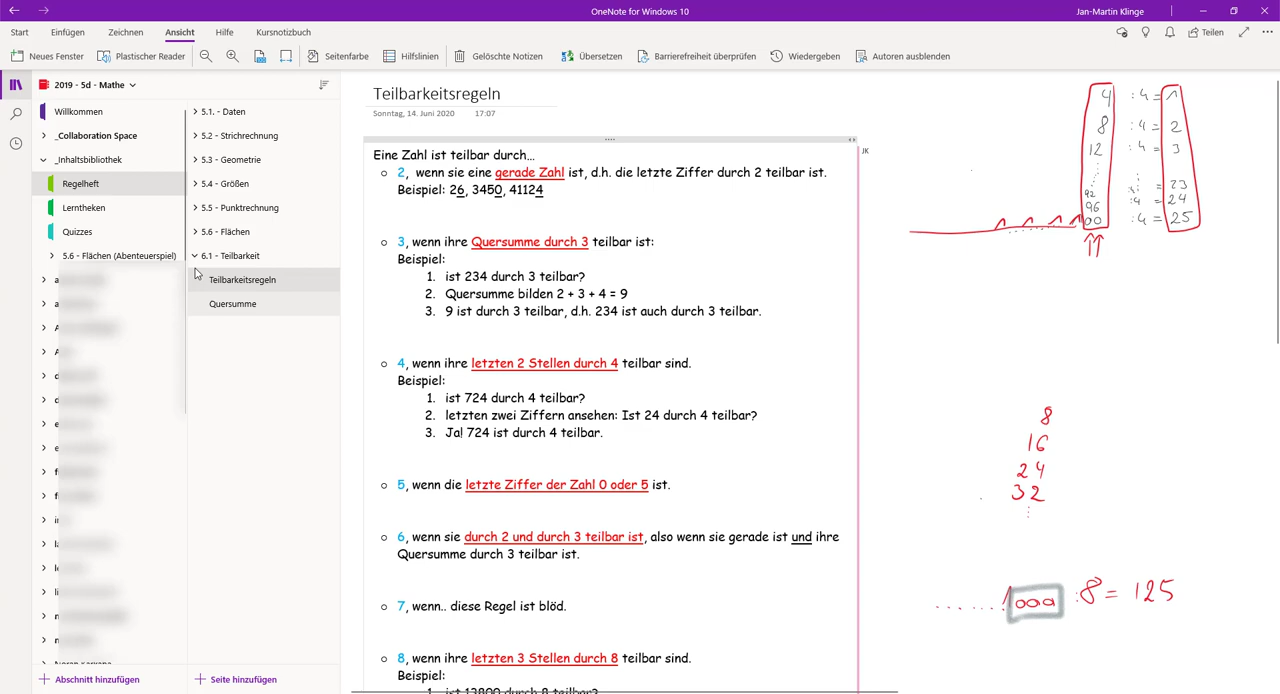 OneNote for Windows 10
Jan-Martin Klinge
Start Einfügen Zeichnen Ansicht Hilfe Kursnotizbuch
Teilen
Neues Fenster Plastischer Reader Seitenfarbe Hilfslinien Gelöschte Notizen Übersetzen Barrierefreiheit überprüfen Wiedergeben Autoren ausblenden
2019 - 5d - Mathe
Willkommen
_Collaboration Space
_Inhaltsbibliothek
Regelheft
Lerntheken
Quizzes
5.6 - Flächen (Abenteuerspiel)
Abschnitt hinzufügen
5.1. - Daten
5.2 - Strichrechnung
5.3 - Geometrie
5.4 - Größen
5.5 - Punktrechnung
5.6 - Flächen
6.1 - Teilbarkeit
Teilbarkeitsregeln
Quersumme
Seite hinzufügen
Teilbarkeitsregeln
Sonntag, 14. Juni 2020 17:07
JK
Eine Zahl ist teilbar durch...
2, wenn sie eine gerade Zahl ist, d.h. die letzte Ziffer durch 2 teilbar ist.
Beispiel: 26, 3450, 41124
3, wenn ihre Quersumme durch 3 teilbar ist:
Beispiel:
1. ist 234 durch 3 teilbar?
2. Quersumme bilden 2 + 3 + 4 = 9
3. 9 ist durch 3 teilbar, d.h. 234 ist auch durch 3 teilbar.
4, wenn ihre letzten 2 Stellen durch 4 teilbar sind.
Beispiel:
1. ist 724 durch 4 teilbar?
2. letzten zwei Ziffern ansehen: Ist 24 durch 4 teilbar?
3. Ja! 724 ist durch 4 teilbar.
5, wenn die letzte Ziffer der Zahl 0 oder 5 ist.
6, wenn sie durch 2 und durch 3 teilbar ist, also wenn sie gerade ist und ihre
Quersumme durch 3 teilbar ist.
7, wenn.. diese Regel ist blöd.
8, wenn ihre letzten 3 Stellen durch 8 teilbar sind.
Beispiel:
1. ist 13800 durch 8 teilbar?
4 :4 = 1
8 :4 = 2
12 :4 = 3
92 = 23
96 :4 = 24
00 :4 = 25
8
16
24
32
1000 :8 = 125